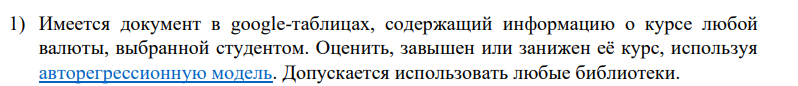 1) Имеется документ в google-таблицах, содержащий информацию о курсе любой
валюты, выбранной студентом. Оценить, завышен или занижен её курс, используя
авторегрессионную модель. Допускается использовать любые библиотеки.